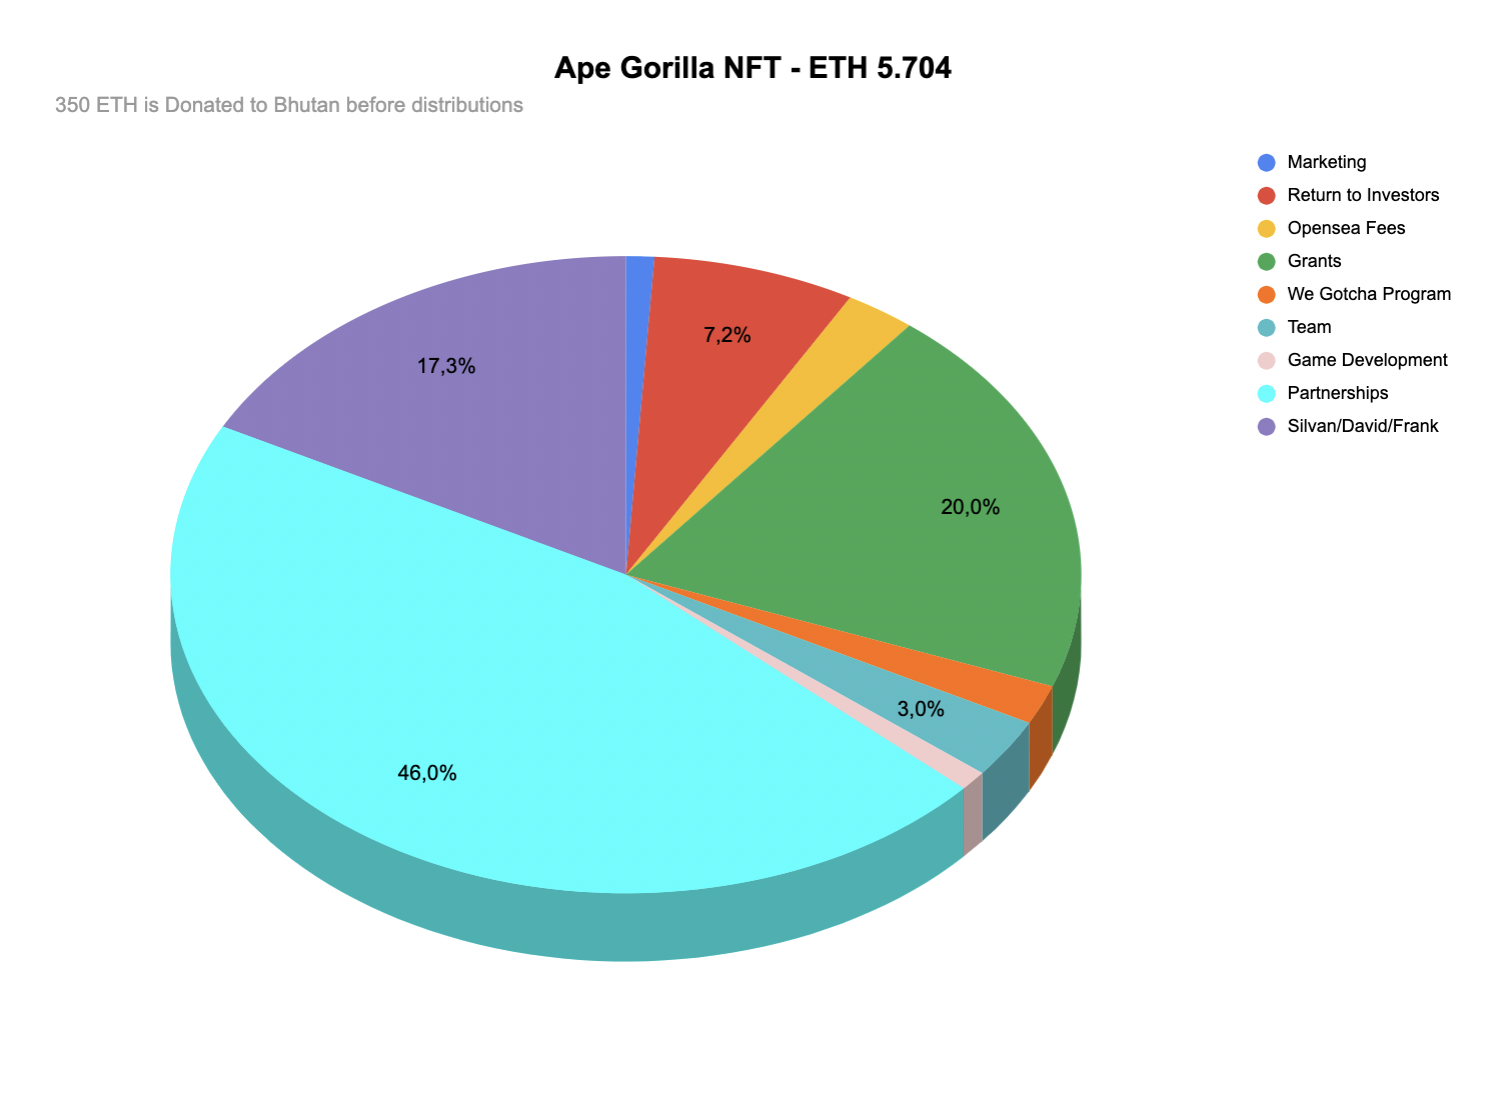 Ape Gorilla NFT - ETH 5.704
350 ETH is Donated to Bhutan before distributions
Marketing
Return to Investors
Opensea Fees
Grants
We Gotcha Program
Team
Game Development
Partnerships
Silvan/David/Frank
7,2%
17,3%
20,0%
3,0%
46,0%